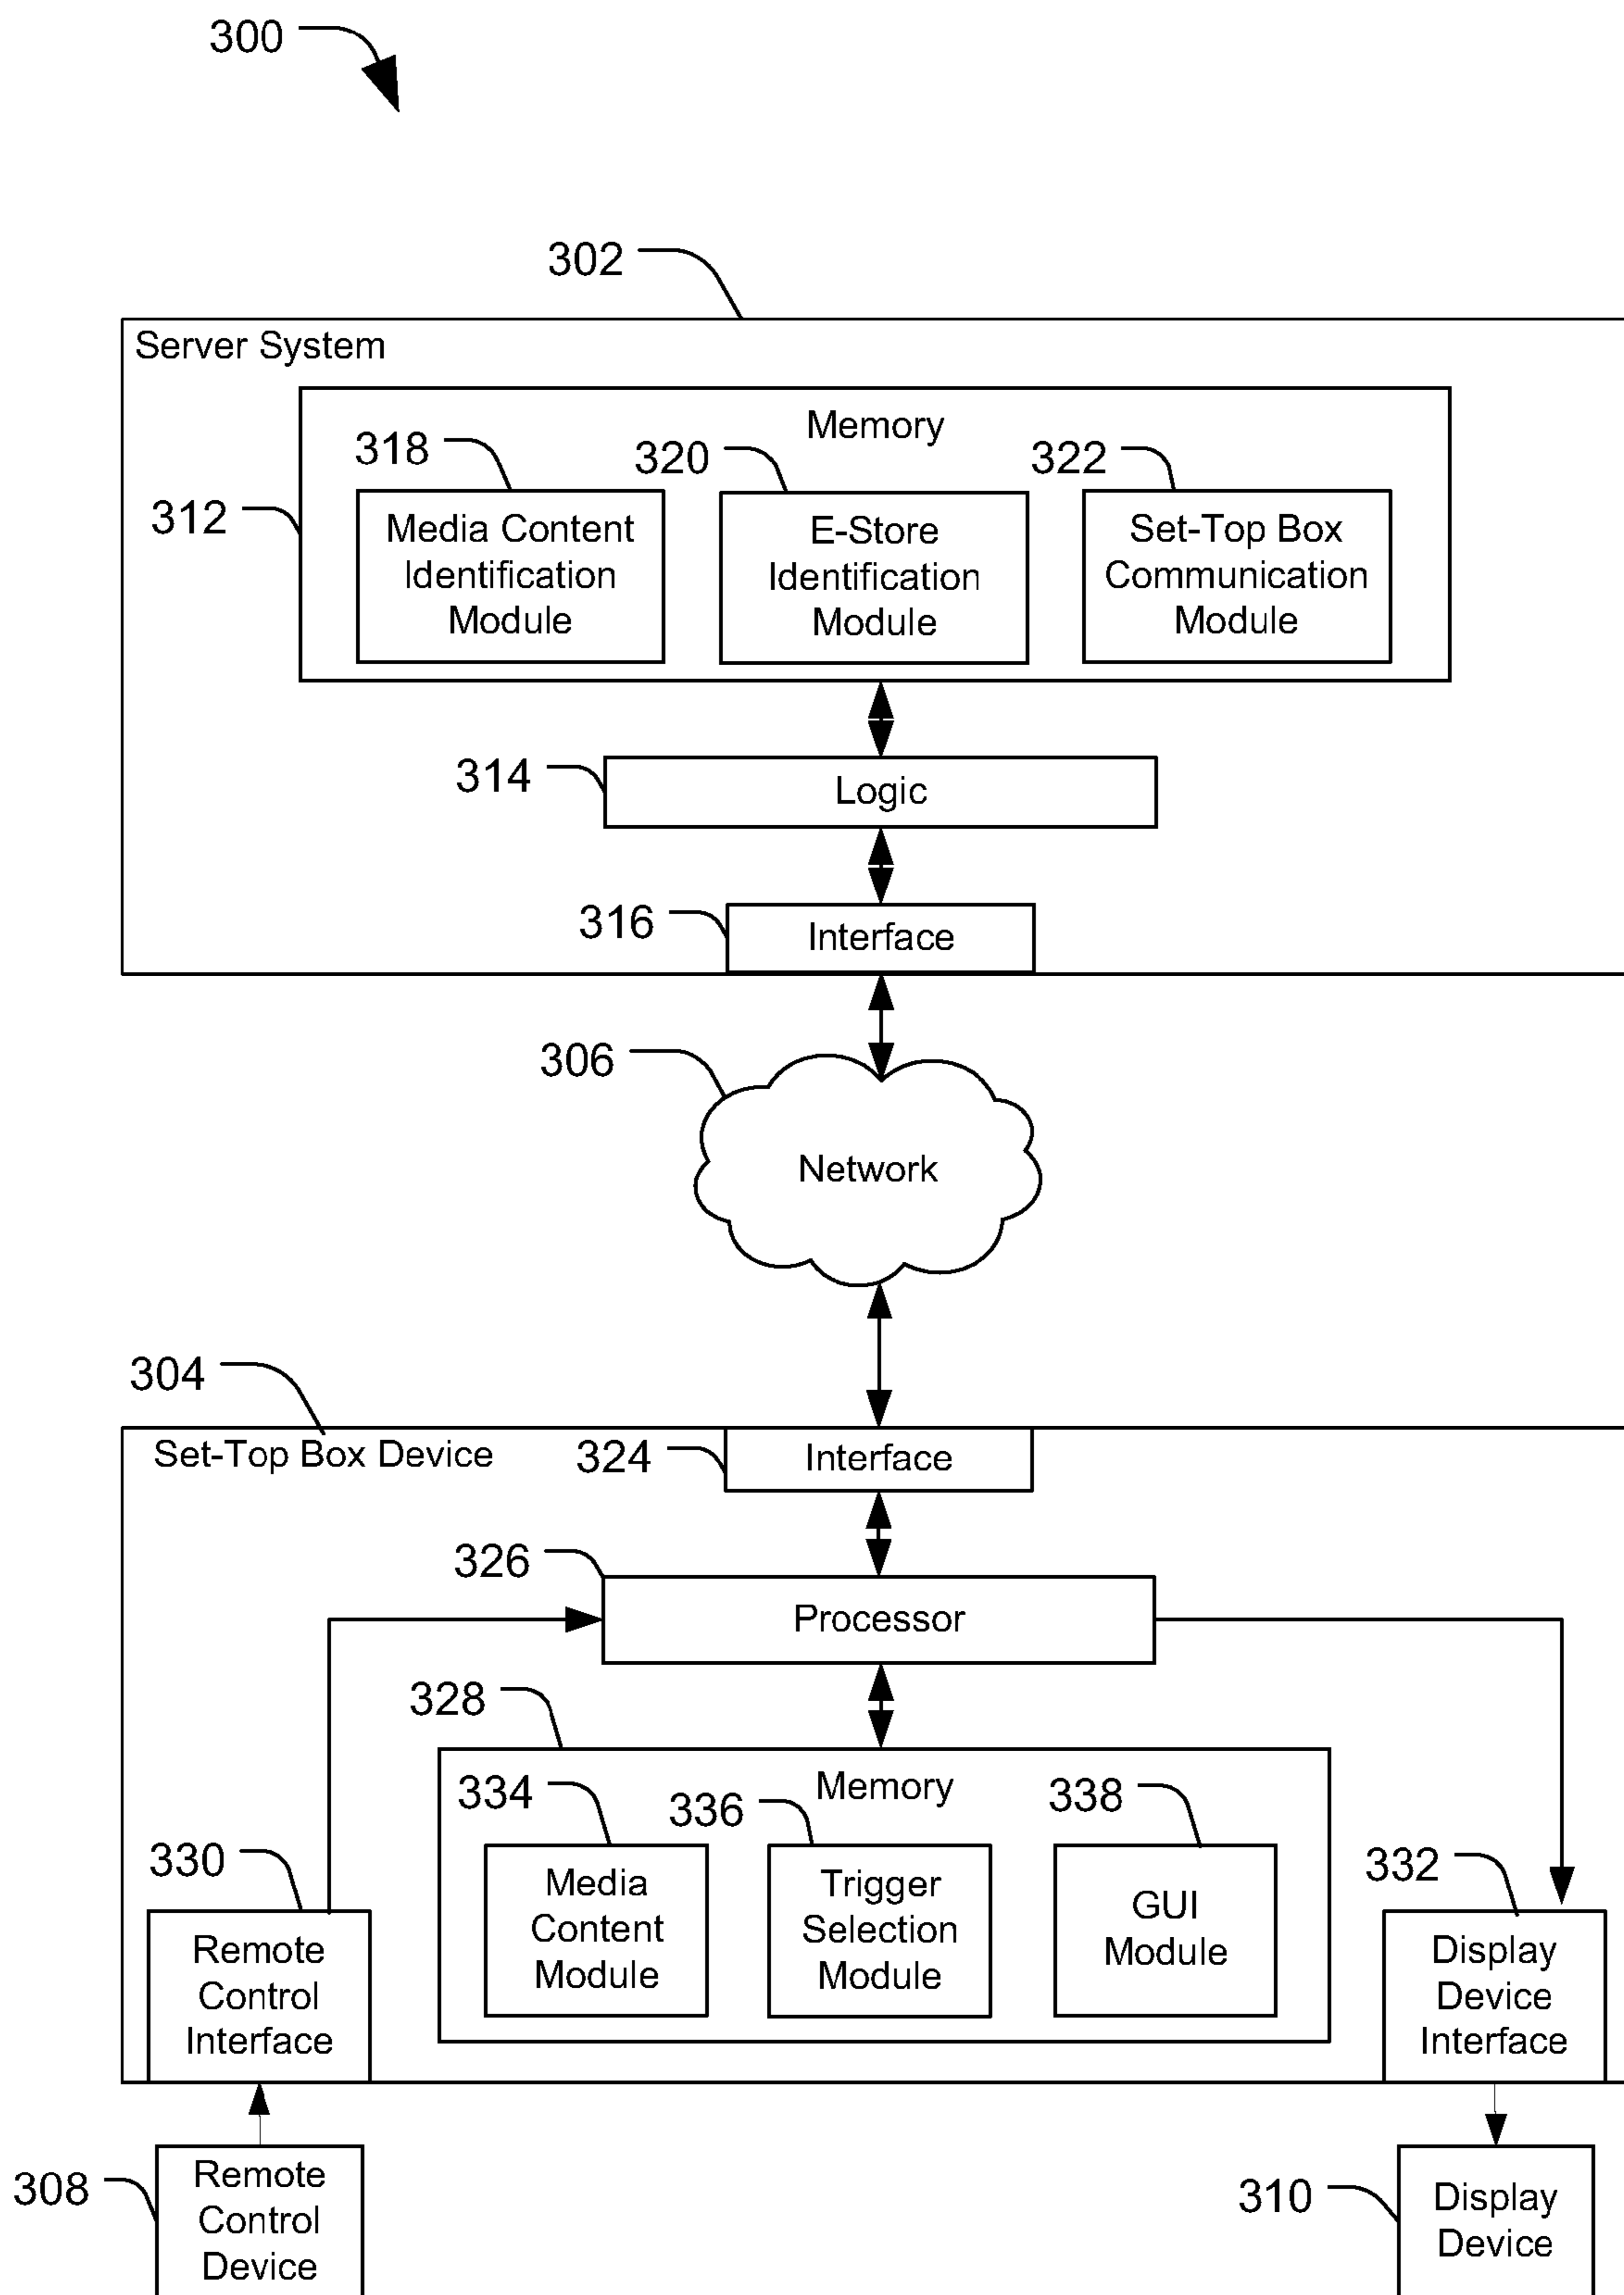 300
302
Server System
Memory
318
320
322
312
Media Content
Identification
Module
E-Store
Identification
Module
Set-Top Box
Communication
Module
314
Logic
316
Interface
306
Network
304
Set-Top Box Device
324
Interface
326
Processor
328
Memory
334
336
338
330
332
Media
Content
Module
Trigger
Selection
Module
GUI
Module
Remote
Control
Interface
Display
Device
Interface
308
Remote
Control
Device
310
Display
Device